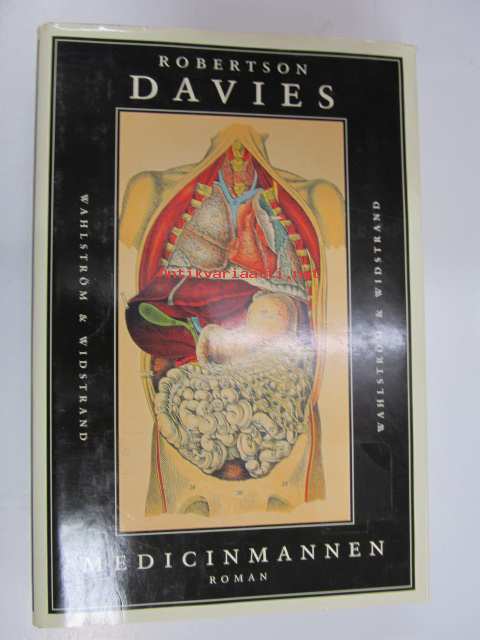 ROBERTSON
DAVIES
WAHLSTRÖM & WIDSTRAND
WAHLSTRÖM & WIDSTRAND
antikvariaatti.net
MEDICINMANNEN
ROMAN